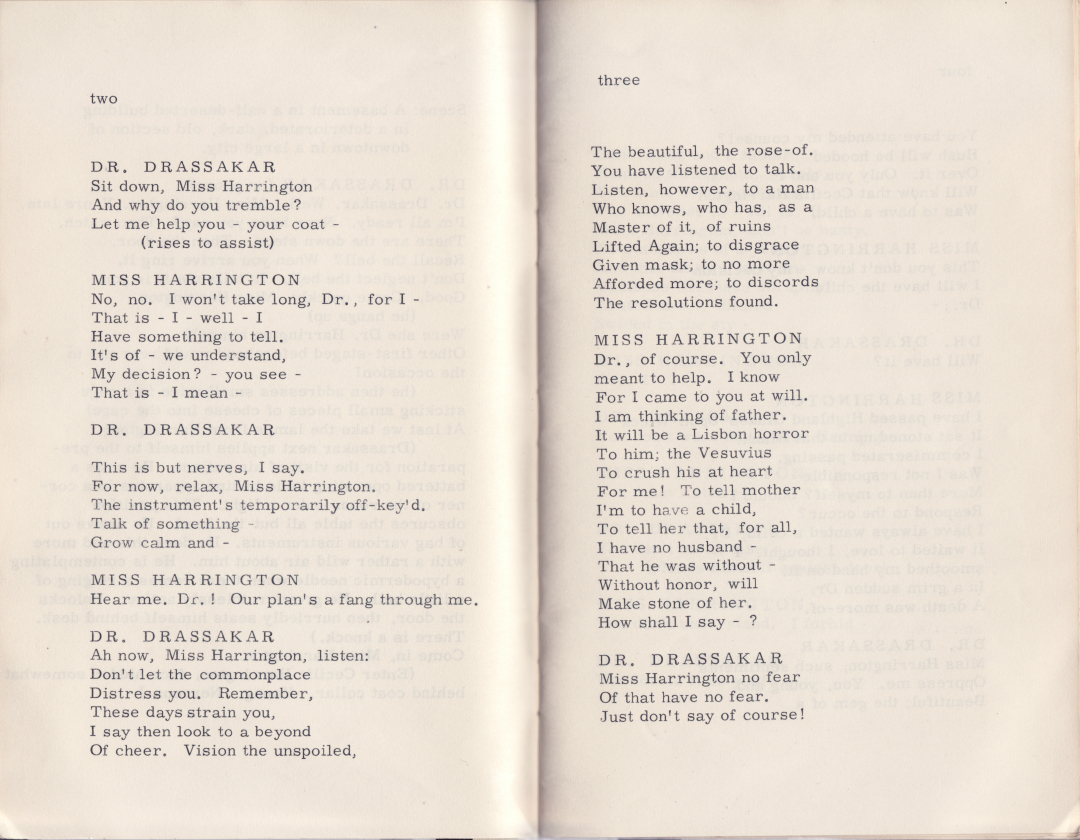 two
DR. DRASSAKAR
Sit down, Miss Harrington
And why do you tremble?
Let me help you - your coat -
(rises to assist)
MISS HARRINGTON
No, no. I won't take long, Dr., for I -
That is - I - well - I
Have something to tell.
It's of - we understand,
My decision? - you see -
That is - I mean -
DR. DRASSAKAR
This is but nerves, I say.
For now, relax, Miss Harrington.
The instrument's temporarily off-key'd.
Talk of something -
Grow calm and -
MISS HARRINGTON
Hear me. Dr.! Our plan's a fang through me.
DR. DRASSAKAR
Ah now, Miss Harrington, listen:
Don't let the commonplace
Distress you. Remember,
These days strain you,
I say then look to a beyond
Of cheer. Vision the unspoiled,
three
The beautiful, the rose-of.
You have listened to talk.
Listen, however, to a man
Who knows, who has, as a
Master of it, of ruins
Lifted Again; to disgrace
Given mask; to no more
Afforded more; to discords
The resolutions found.
MISS HARRINGTON
Dr., of course. You only
meant to help. I know
For I came to you at will.
I am thinking of father.
It will be a Lisbon horror
To him; the Vesuvius
To crush his at heart
For me! To tell mother
I'm to have a child,
To tell her that, for all,
I have no husband -
That he was without -
Without honor, will
Make stone of her.
How shall I say - ?
DR. DRASSAKAR
Miss Harrington no fear
Of that have no fear.
Just don't say of course!